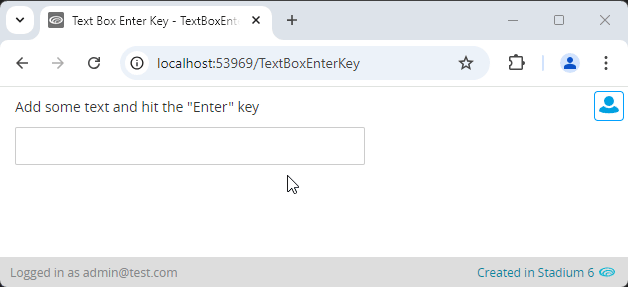 Text Box Enter Key - TextBoxEnt
localhost:53969/TextBoxEnterKey
Add some text and hit the "Enter" key
Logged in as admin@test.com
Created in Stadium 6